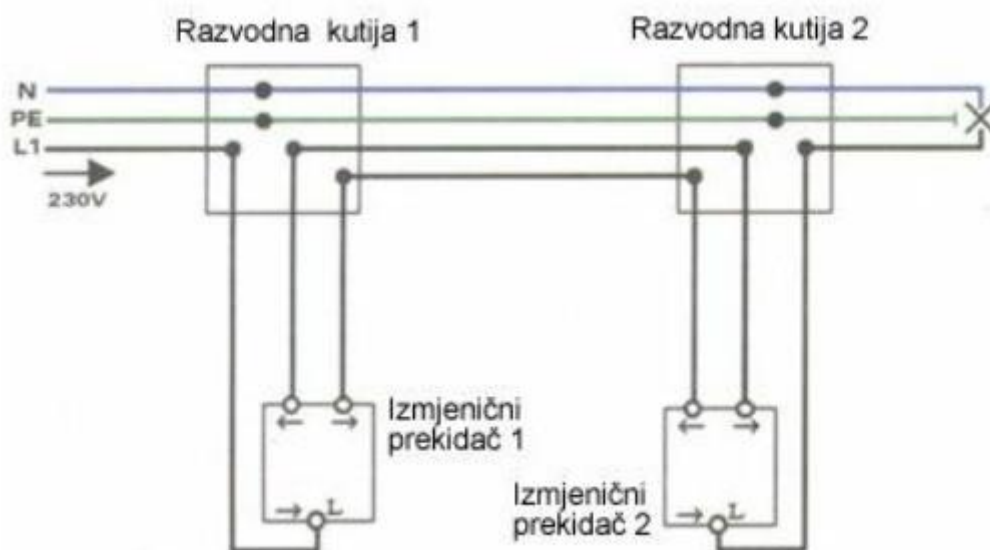 Razvodna kutija 1
Razvodna kutija 2
N
PE
L1
230V
Izmjenični
prekidač 1
L
Izmjenični
prekidač 2
L